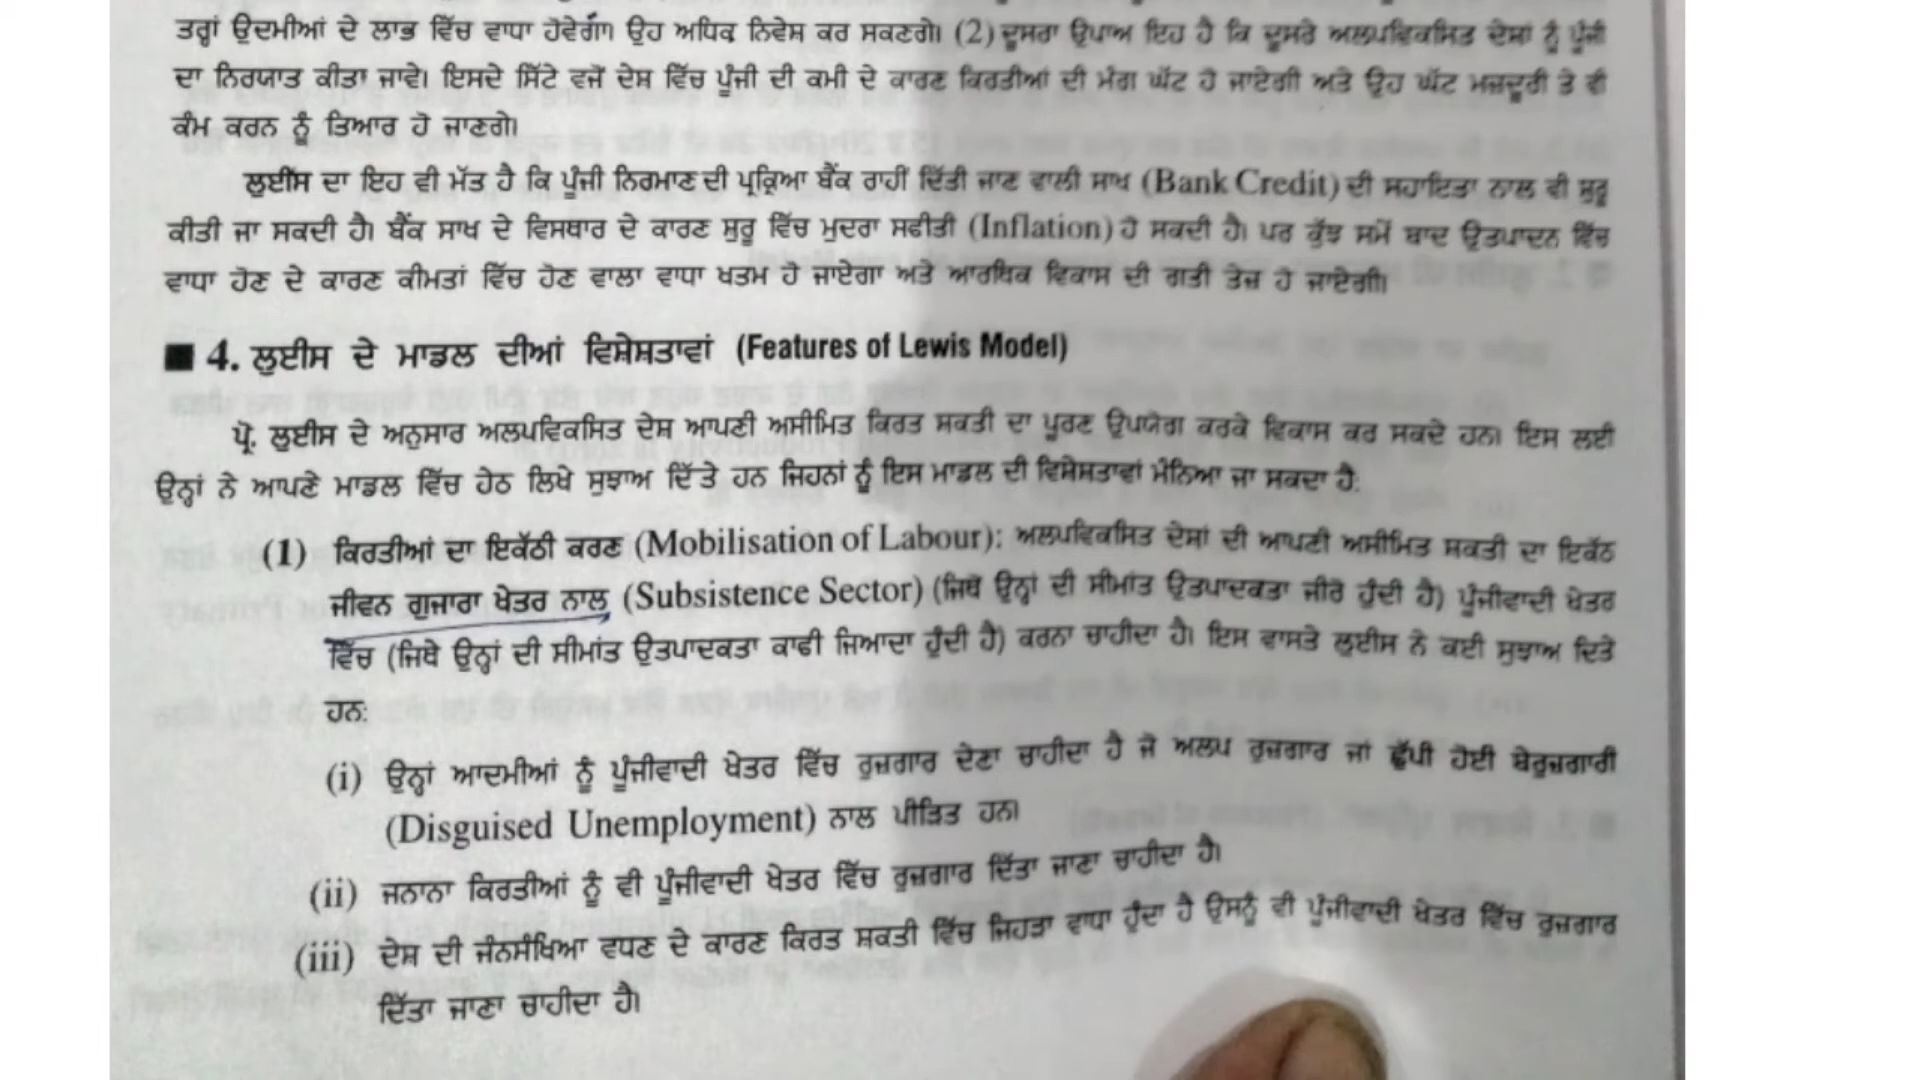 ਤਰ੍ਹਾਂ ਉਦਮੀਆਂ ਦੇ ਲਾਭ ਵਿੱਚ ਵਾਧਾ ਹੋਵੇਗਾ। ਉਹ ਅਧਿਕ ਨਿਵੇਸ਼ ਕਰ ਸਕਣਗੇ। (2) ਦੂਸਰਾ ਉਪਾਅ ਇਹ ਹੈ ਕਿ ਦੂਸਰੇ ਅਲਪਵਿਕਸਿਤ ਦੇਸ਼ਾਂ ਨੂੰ ਪੂੰਜੀ
ਦਾ ਨਿਰਯਾਤ ਕੀਤਾ ਜਾਵੇ। ਇਸਦੇ ਸਿੱਟੇ ਵਜੋਂ ਦੇਸ਼ ਵਿੱਚ ਪੂੰਜੀ ਦੀ ਕਮੀ ਦੇ ਕਾਰਣ ਕਿਰਤੀਆਂ ਦੀ ਮੰਗ ਘੱਟ ਹੋ ਜਾਏਗੀ ਅਤੇ ਉਹ ਘੱਟ ਮਜ਼ਦੂਰੀ ਤੇ ਵੀ
ਕੰਮ ਕਰਨ ਨੂੰ ਤਿਆਰ ਹੋ ਜਾਣਗੇ।
ਲੁਈਸ ਦਾ ਇਹ ਵੀ ਮੱਤ ਹੈ ਕਿ ਪੂੰਜੀ ਨਿਰਮਾਣ ਦੀ ਪ੍ਰਕ੍ਰਿਆ ਬੈਂਕ ਰਾਹੀਂ ਦਿੱਤੀ ਜਾਣ ਵਾਲੀ ਸਾਖ (Bank Credit) ਦੀ ਸਹਾਇਤਾ ਨਾਲ ਵੀ ਸ਼ੁਰੂ
ਕੀਤੀ ਜਾ ਸਕਦੀ ਹੈ। ਬੈਂਕ ਸਾਖ ਦੇ ਵਿਸਥਾਰ ਦੇ ਕਾਰਣ ਸ਼ੁਰੂ ਵਿੱਚ ਮੁਦਰਾ ਸਫੀਤੀ (Inflation) ਹੋ ਸਕਦੀ ਹੈ। ਪਰ ਕੁੱਝ ਸਮੇਂ ਬਾਦ ਉਤਪਾਦਨ ਵਿੱਚ
ਵਾਧਾ ਹੋਣ ਦੇ ਕਾਰਣ ਕੀਮਤਾਂ ਵਿੱਚ ਹੋਣ ਵਾਲਾ ਵਾਧਾ ਖਤਮ ਹੋ ਜਾਏਗਾ ਅਤੇ ਆਰਥਿਕ ਵਿਕਾਸ ਦੀ ਗਤੀ ਤੇਜ਼ ਹੋ ਜਾਏਗੀ।
■ 4. ਲੁਈਸ ਦੇ ਮਾਡਲ ਦੀਆਂ ਵਿਸ਼ੇਸ਼ਤਾਵਾਂ (Features of Lewis Model)
ਪ੍ਰੋ. ਲੁਈਸ ਦੇ ਅਨੁਸਾਰ ਅਲਪਵਿਕਸਿਤ ਦੇਸ਼ ਆਪਣੀ ਅਸੀਮਿਤ ਕਿਰਤ ਸ਼ਕਤੀ ਦਾ ਪੂਰਣ ਉਪਯੋਗ ਕਰਕੇ ਵਿਕਾਸ ਕਰ ਸਕਦੇ ਹਨ। ਇਸ ਲਈ
ਉਨ੍ਹਾਂ ਨੇ ਆਪਣੇ ਮਾਡਲ ਵਿੱਚ ਹੇਠ ਲਿਖੇ ਸੁਝਾਅ ਦਿੱਤੇ ਹਨ ਜਿਹਨਾਂ ਨੂੰ ਇਸ ਮਾਡਲ ਦੀ ਵਿਸ਼ੇਸ਼ਤਾਵਾਂ ਮੰਨਿਆ ਜਾ ਸਕਦਾ ਹੈ:
(1) ਕਿਰਤੀਆਂ ਦਾ ਇਕੱਠੀ ਕਰਣ (Mobilisation of Labour): ਅਲਪਵਿਕਸਿਤ ਦੇਸ਼ਾਂ ਦੀ ਆਪਣੀ ਅਸੀਮਿਤ ਸ਼ਕਤੀ ਦਾ ਇਕੱਠ
ਜੀਵਨ ਗੁਜ਼ਾਰਾ ਖੇਤਰ ਨਾਲ (Subsistence Sector) (ਜਿਥੇ ਉਨ੍ਹਾਂ ਦੀ ਸੀਮਾਂਤ ਉਤਪਾਦਕਤਾ ਜੀਰੋ ਹੁੰਦੀ ਹੈ) ਪੂੰਜੀਵਾਦੀ ਖੇਤਰ
ਵਿੱਚ (ਜਿਥੇ ਉਨ੍ਹਾਂ ਦੀ ਸੀਮਾਂਤ ਉਤਪਾਦਕਤਾ ਕਾਫੀ ਜਿਆਦਾ ਹੁੰਦੀ ਹੈ) ਕਰਨਾ ਚਾਹੀਦਾ ਹੈ। ਇਸ ਵਾਸਤੇ ਲੁਈਸ ਨੇ ਕਈ ਸੁਝਾਅ ਦਿਤੇ
ਹਨ:
(i) ਉਨ੍ਹਾਂ ਆਦਮੀਆਂ ਨੂੰ ਪੂੰਜੀਵਾਦੀ ਖੇਤਰ ਵਿੱਚ ਰੁਜ਼ਗਾਰ ਦੇਣਾ ਚਾਹੀਦਾ ਹੈ ਜੋ ਅਲਪ ਰੁਜ਼ਗਾਰ ਜਾਂ ਛੁੱਪੀ ਹੋਈ ਬੇਰੁਜ਼ਗਾਰੀ
(Disguised Unemployment) ਨਾਲ ਪੀੜਿਤ ਹਨ।
(ii) ਜਨਾਨਾ ਕਿਰਤੀਆਂ ਨੂੰ ਵੀ ਪੂੰਜੀਵਾਦੀ ਖੇਤਰ ਵਿੱਚ ਰੁਜ਼ਗਾਰ ਦਿੱਤਾ ਜਾਣਾ ਚਾਹੀਦਾ ਹੈ।
(iii) ਦੇਸ਼ ਦੀ ਜੰਨਸੰਖਿਆ ਵਧਣ ਦੇ ਕਾਰਣ ਕਿਰਤ ਸ਼ਕਤੀ ਵਿੱਚ ਜਿਹੜਾ ਵਾਧਾ ਹੁੰਦਾ ਹੈ ਉਸਨੂੰ ਵੀ ਪੂੰਜੀਵਾਦੀ ਖੇਤਰ ਵਿੱਚ ਰੁਜ਼ਗਾਰ
ਦਿੱਤਾ ਜਾਣਾ ਚਾਹੀਦਾ ਹੈ।